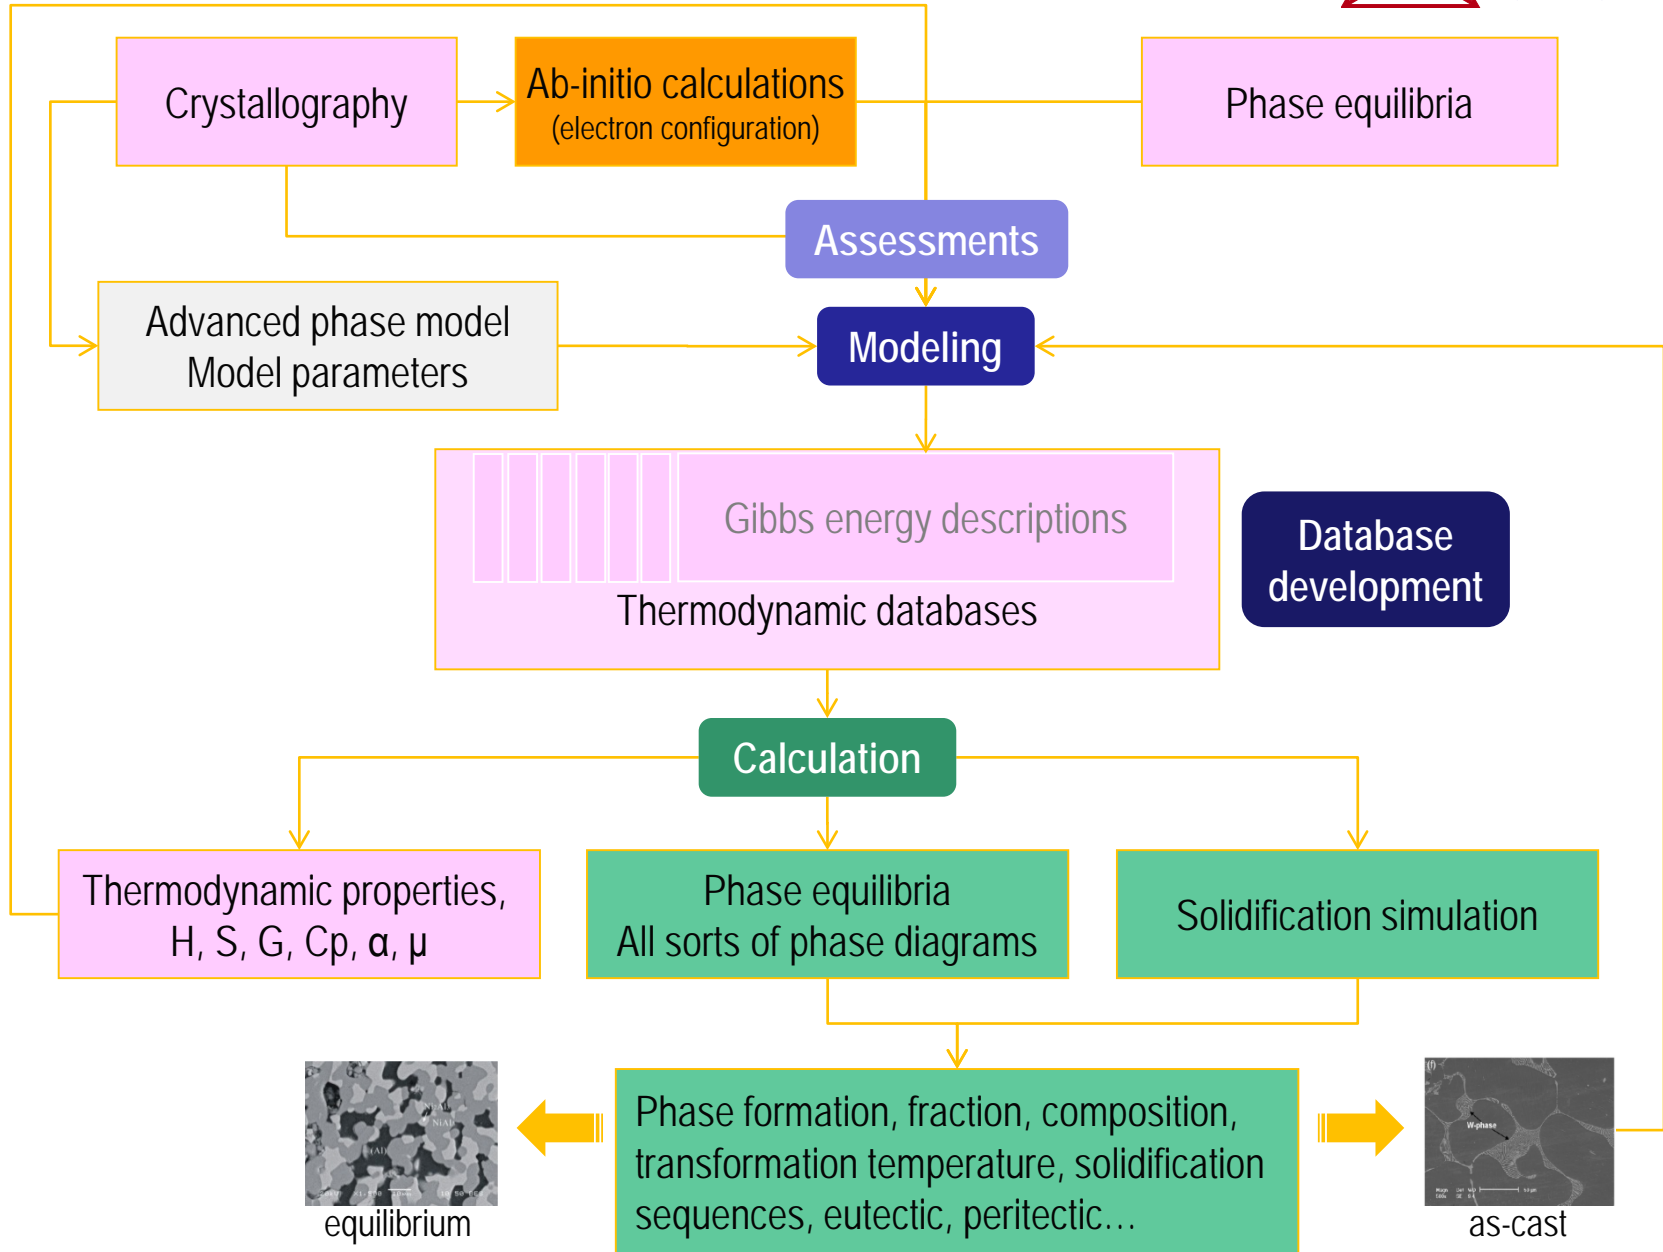 Crystallography
Ab-initio calculations
(electron configuration)
Phase equilibria
Assessments
Advanced phase model
Model parameters
Modeling
Gibbs energy descriptions
Thermodynamic databases
Database
development
Calculation
Thermodynamic properties,
H, S, G, Cp, α, μ
Phase equilibria
All sorts of phase diagrams
Solidification simulation
Phase formation, fraction, composition,
transformation temperature, solidification
sequences, eutectic, peritectic…
NiAl
equilibrium
W-phase
as-cast